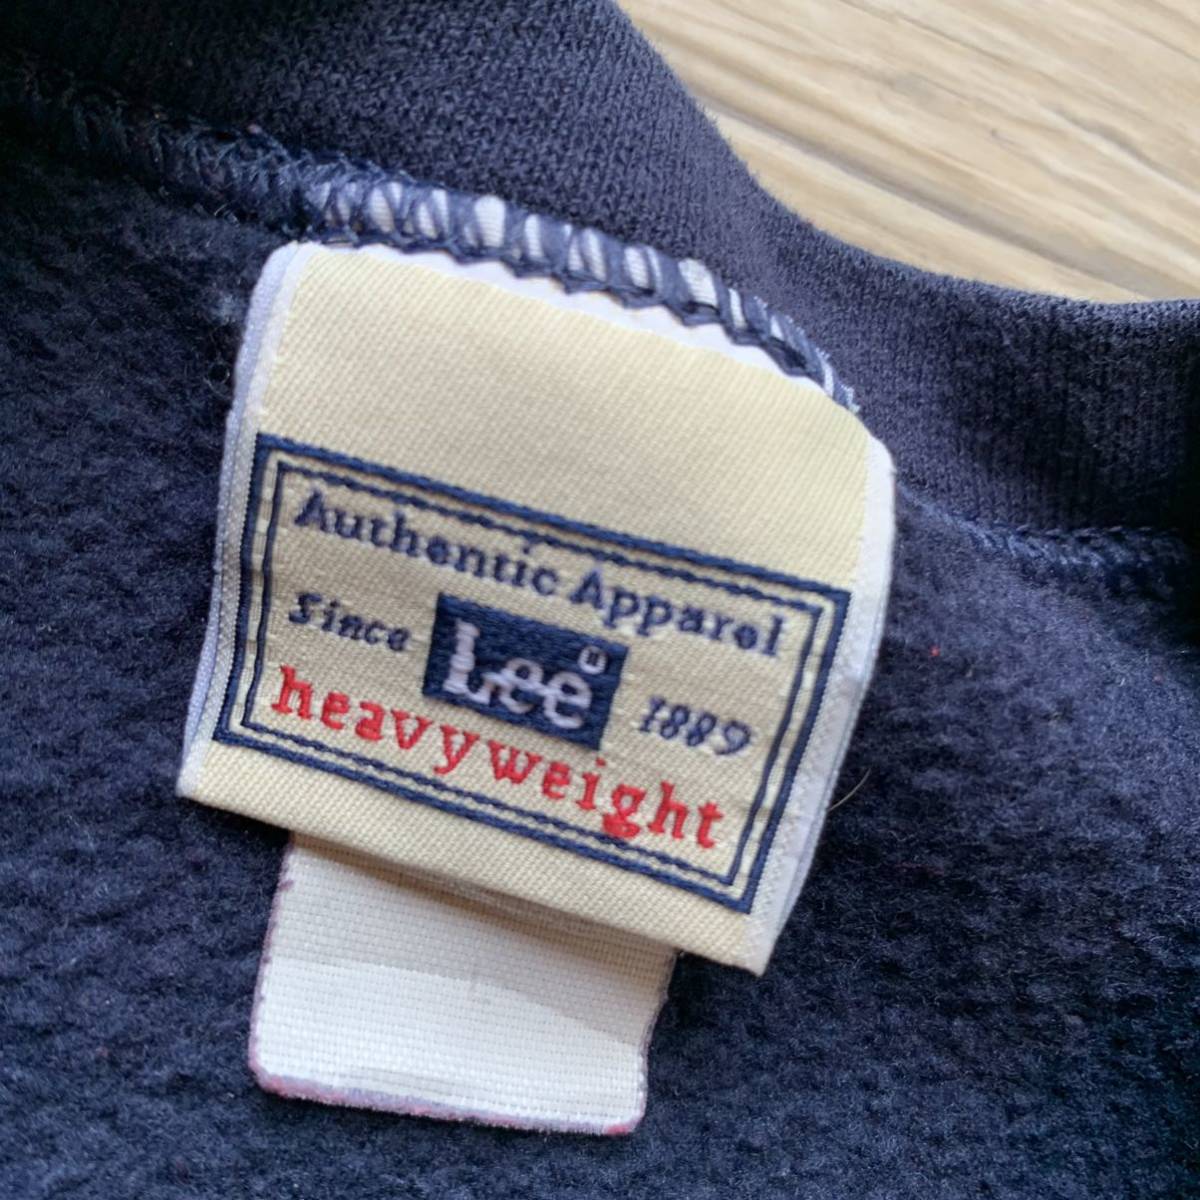 Authentic Apparel
Since Lee® 1889
heavyweight